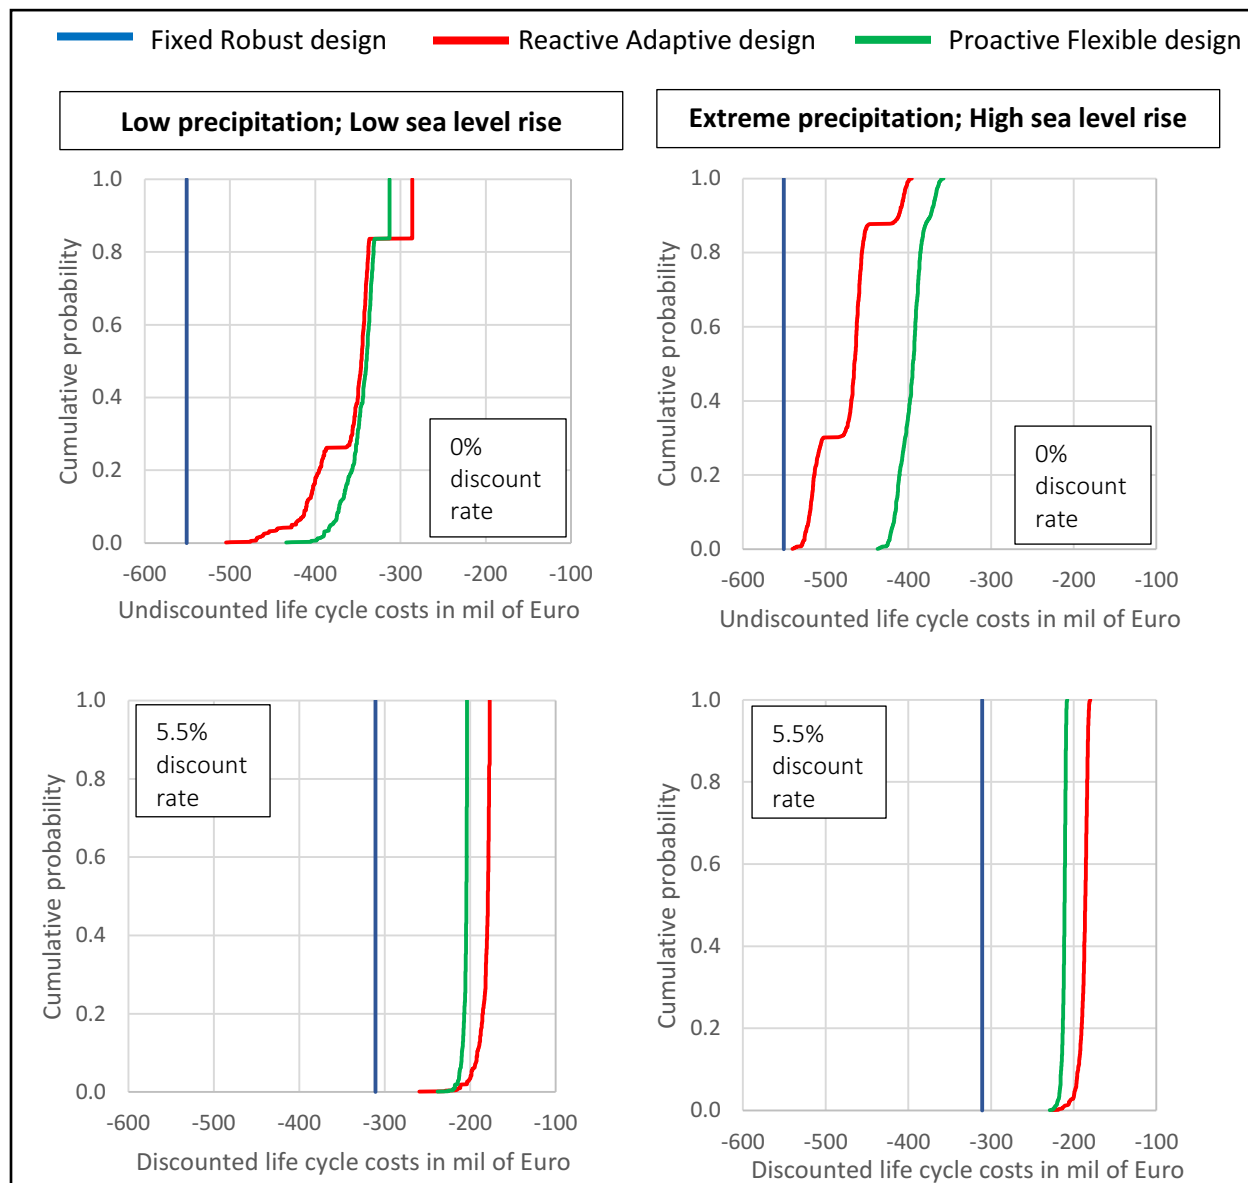 Fixed Robust design Reactive Adaptive design Proactive Flexible design
Low precipitation; Low sea level rise
Extreme precipitation; High sea level rise
1.0
0.8
0.6
0.4
0.2
0.0
Cumulative probability
0%
discount
rate
-600 -500 -400 -300 -200 -100
Undiscounted life cycle costs in mil of Euro
1.0
0.8
0.6
0.4
0.2
0.0
Cumulative probability
0%
discount
rate
-600 -500 -400 -300 -200 -100
Undiscounted life cycle costs in mil of Euro
1.0
0.8
0.6
0.4
0.2
0.0
Cumulative probability
5.5%
discount
rate
-600 -500 -400 -300 -200 -100
Discounted life cycle costs in mil of Euro
1.0
0.8
0.6
0.4
0.2
0.0
Cumulative probability
5.5%
discount
rate
-600 -500 -400 -300 -200 -100
Discounted life cycle costs in mil of Euro